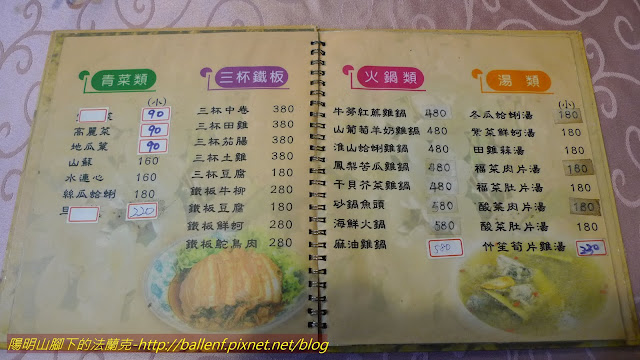 青菜類
(小)
菜 90
高麗菜 90
地瓜葉 90
山蘇 160
水蓮心 160
絲瓜蛤蜊 180
220
三杯鐵板
三杯中卷 380
三杯田雞 380
三杯茄腸 380
三杯土雞 380
三杯豆腐 180
鐵板牛柳 280
鐵板豆腐 180
鐵板鮮蚵 280
鐵板鴕鳥肉 280
火鍋類
牛蒡紅蔦雞鍋 480
山葡萄羊奶雞鍋 480
淮山蛤蜊雞鍋 480
鳳梨苦瓜雞鍋 480
干貝芥菜雞鍋 480
砂鍋魚頭 580
海鮮火鍋 580
麻油雞鍋 580
湯類
(小)
冬瓜蛤蜊湯 180
紫菜鮮蚵湯 180
田雞蒜湯 180
福菜肉片湯 180
福菜肚片湯 180
酸菜肉片湯 180
酸菜肚片湯 180
竹笙筍片雞湯 230
陽明山腳下的法蘭克-http://ballenf.pixnet.net/blog